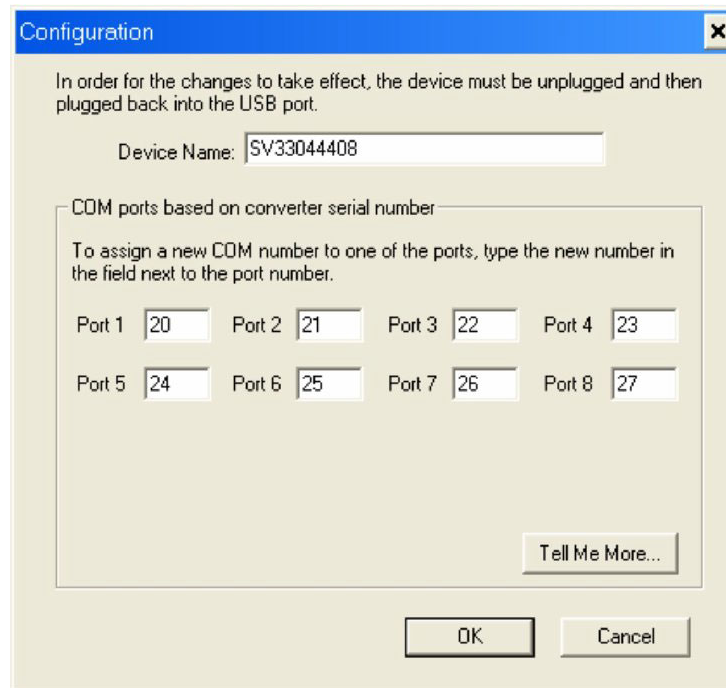 Configuration
In order for the changes to take effect, the device must be unplugged and then
plugged back into the USB port.
Device Name: SV33044408
COM ports based on converter serial number
To assign a new COM number to one of the ports, type the new number in
the field next to the port number.
Port 1 20 Port 2 21 Port 3 22 Port 4 23
Port 5 24 Port 6 25 Port 7 26 Port 8 27
Tell Me More...
OK Cancel